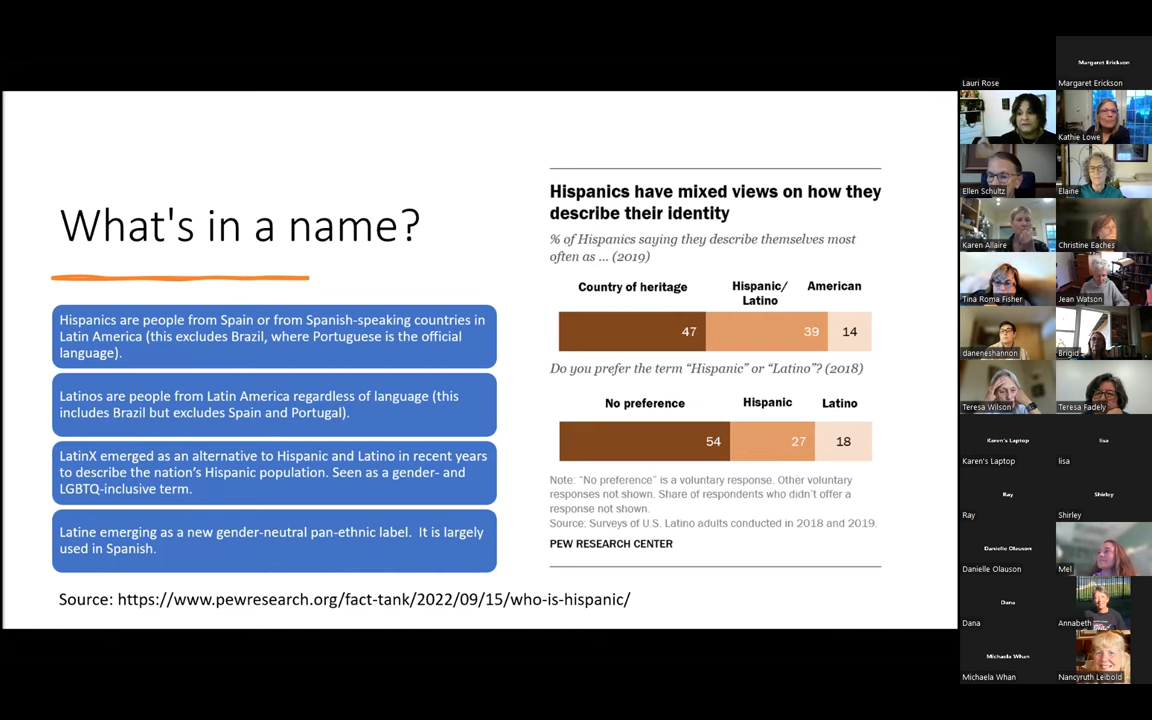 What's in a name?
Hispanics are people from Spain or from Spanish-speaking countries in
Latin America (this excludes Brazil, where Portuguese is the official
language).
Latinos are people from Latin America regardless of language (this
includes Brazil but excludes Spain and Portugal).
LatinX emerged as an alternative to Hispanic and Latino in recent years
to describe the nation's Hispanic population. Seen as a gender- and
LGBTQ-inclusive term.
Latine emerging as a new gender-neutral pan-ethnic label.  It is largely
used in Spanish.
Source: https://www.pewresearch.org/fact-tank/2022/09/15/who-is-hispanic/
Hispanics have mixed views on how they
describe their identity
% of Hispanics saying they describe themselves most
often as ... (2019)
Country of heritage
Hispanic/
Latino
American
47
39
14
Do you prefer the term “Hispanic” or “Latino”? (2018)
No preference
Hispanic
Latino
54
27
18
Note: “No preference” is a voluntary response. Other voluntary
responses not shown. Share of respondents who didn't offer a
response not shown.
Source: Surveys of U.S. Latino adults conducted in 2018 and 2019.
PEW RESEARCH CENTER
Margaret Erickson
Lauri Rose
Margaret Erickson
Kathie Lowe
Ellen Schultz
Elaine
Karen Allaire
Christine Eaches
Tina Roma Fisher
Jean Watson
daneneshannon
Brigid
Teresa Wilson
Teresa Fadely
Karen's Laptop
lisa
Karen's Laptop
lisa
Ray
Shirley
Ray
Shirley
Danielle Olauson
Danielle Olauson
Mel
Dana
Dana
Annabeth
Michaela Whan
Michaela Whan
Nancyruth Leibold